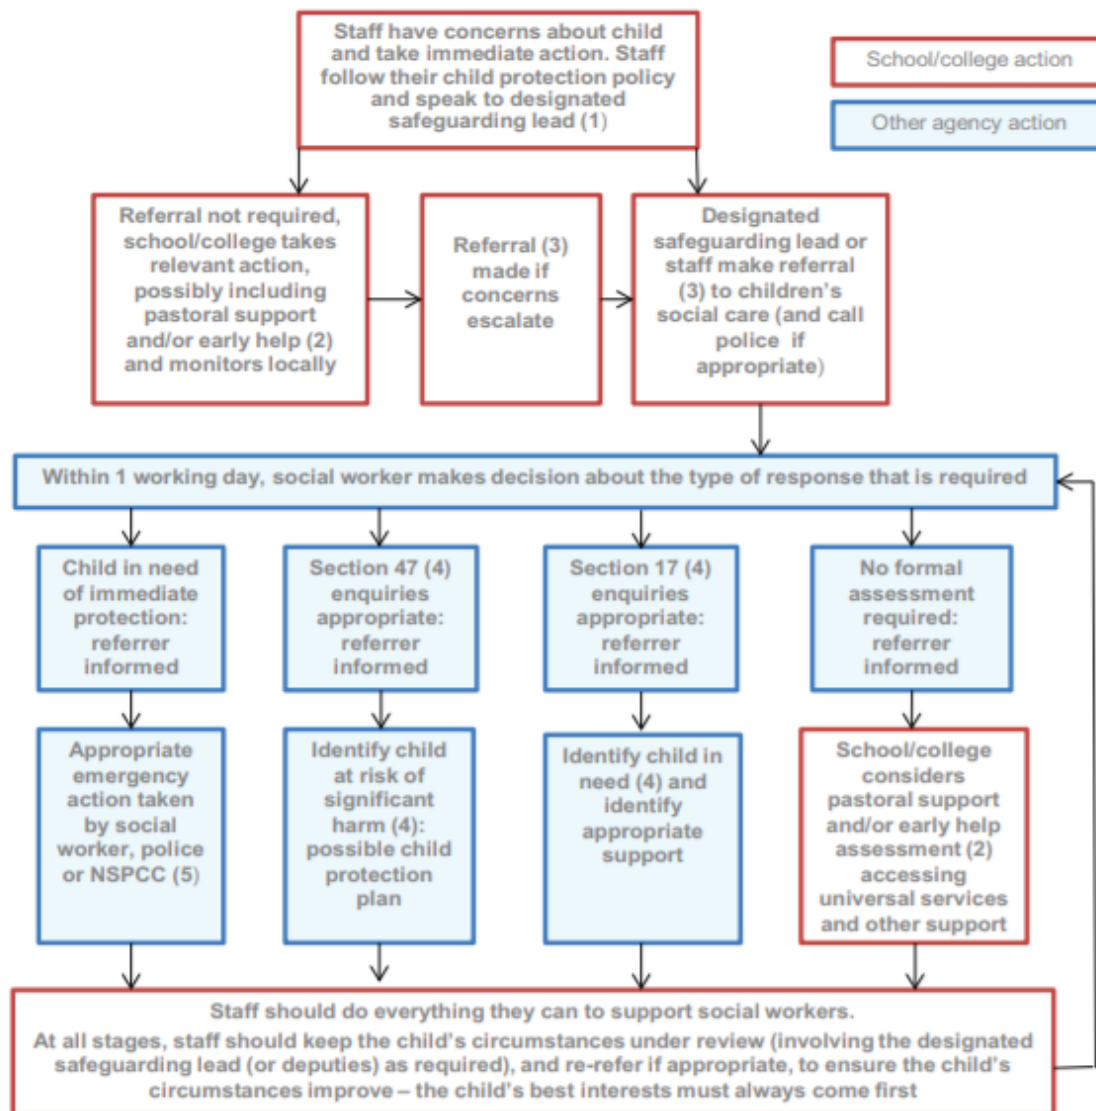 Staff have concerns about child
and take immediate action. Staff
follow their child protection policy
and speak to designated
safeguarding lead (1)
School/college action
Other agency action
Referral not required,
school/college takes
relevant action,
possibly including
pastoral support
and/or early help (2)
and monitors locally
Referral (3)
made if
concerns
escalate
Designated
safeguarding lead or
staff make referral
(3) to children's
social care (and call
police if
appropriate)
Within 1 working day, social worker makes decision about the type of response that is required
Child in need
of immediate
protection:
referrer
informed
Section 47 (4)
enquiries
appropriate:
referrer
informed
Section 17 (4)
enquiries
appropriate:
referrer
informed
No formal
assessment
required:
referrer
informed
Appropriate
emergency
action taken
by social
worker, police
or NSPCC (5)
Identify child
at risk of
significant
harm (4):
possible child
protection
plan
Identify child in
need (4) and
identify
appropriate
support
School/college
considers
pastoral support
and/or early help
assessment (2)
accessing
universal services
and other support
Staff should do everything they can to support social workers.
At all stages, staff should keep the child's circumstances under review (involving the designated
safeguarding lead (or deputies) as required), and re-refer if appropriate, to ensure the child's
circumstances improve – the child's best interests must always come first